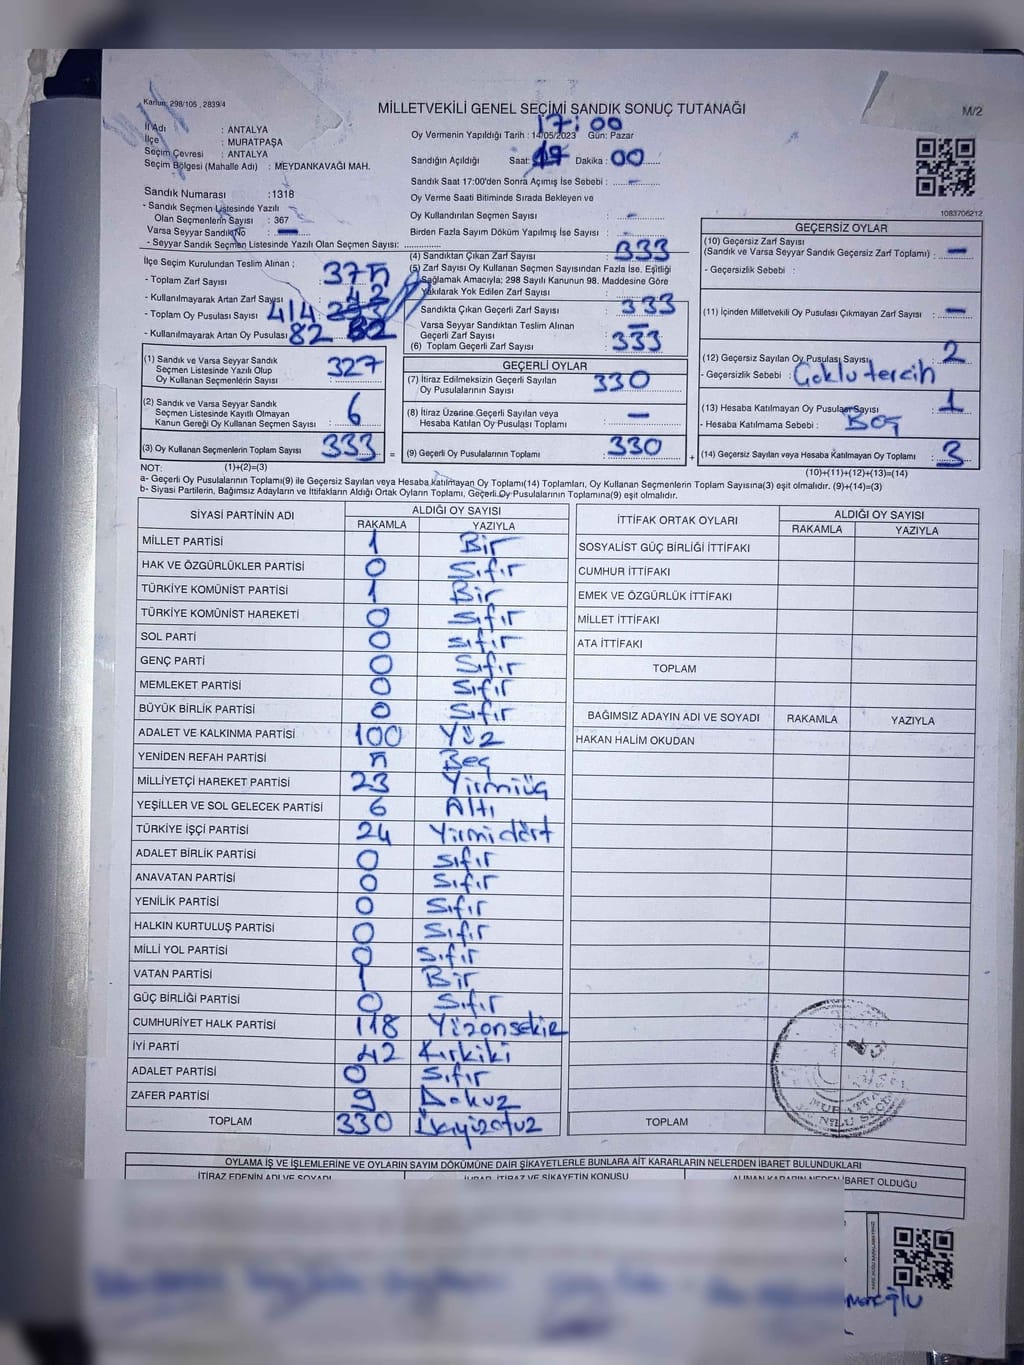 Kanun: 298/105 , 2839/4
MİLLETVEKİLİ GENEL SEÇİMİ SANDIK SONUÇ TUTANAĞI
M/2
İl Adı : ANTALYA
İlçe : MURATPAŞA
Seçim Çevresi : ANTALYA
Seçim Bölgesi (Mahalle Adı) : MEYDANKAVAĞI MAH.
Sandık Numarası : 1318
- Sandık Seçmen Listesinde Yazılı
Olan Seçmenlerin Sayısı : 367
Varsa Seyyar Sandık No : —
- Seyyar Sandık Seçmen Listesinde Yazılı Olan Seçmen Sayısı: ..............
17:00
Oy Vermenin Yapıldığı Tarih : 14/05/2023 Gün: Pazar
Sandığın Açıldığı Saat: Dakika : 00
Sandık Saat 17:00'den Sonra Açımış İse Sebebi : —
Oy Verme Saati Bitiminde Sırada Bekleyen ve
Oy Kullandırılan Seçmen Sayısı : —
Birden Fazla Sayım Döküm Yapılmış İse Sayısı : —
1083706212
İlçe Seçim Kurulundan Teslim Alınan ;
- Toplam Zarf Sayısı 375
- Kullanılmayarak Artan Zarf Sayısı 42
- Toplam Oy Pusulası Sayısı 414
- Kullanılmayarak Artan Oy Pusulası 82
(4) Sandıktan Çıkan Zarf Sayısı : 333
(5) Zarf Sayısı Oy Kullanan Seçmen Sayısından Fazla İse, Eşitliği
Sağlamak Amacıyla; 298 Sayılı Kanunun 98. Maddesine Göre
Yakılarak Yok Edilen Zarf Sayısı :
Sandıkta Çıkan Geçerli Zarf Sayısı : 333
Varsa Seyyar Sandıktan Teslim Alınan
Geçerli Zarf Sayısı : —
(6) Toplam Geçerli Zarf Sayısı : 333
GEÇERSİZ OYLAR
(10) Geçersiz Zarf Sayısı
(Sandık ve Varsa Seyyar Sandık Geçersiz Zarf Toplamı) : —
- Geçersizlik Sebebi :
(11) İçinden Milletvekili Oy Pusulası Çıkmayan Zarf Sayısı : —
(12) Geçersiz Sayılan Oy Pusulası Sayısı : 2
- Geçersizlik Sebebi : Çoklu tercih
(13) Hesaba Katılmayan Oy Pusulası Sayısı : 1
- Hesaba Katılmama Sebebi : Boş
(14) Geçersiz Sayılan veya Hesaba Katılmayan Oy Toplamı : 3
(1) Sandık ve Varsa Seyyar Sandık
Seçmen Listesinde Yazılı Olup
Oy Kullanan Seçmenlerin Sayısı : 327
(2) Sandık ve Varsa Seyyar Sandık
Seçmen Listesinde Kayıtlı Olmayan
Kanun Gereği Oy Kullanan Seçmen Sayısı : 6
(3) Oy Kullanan Seçmenlerin Toplam Sayısı : 333
GEÇERLİ OYLAR
(7) İtiraz Edilmeksizin Geçerli Sayılan
Oy Pusulalarının Sayısı : 330
(8) İtiraz Üzerine Geçerli Sayılan veya
Hesaba Katılan Oy Pusulası Toplamı : —
(9) Geçerli Oy Pusulalarının Toplamı : 330
=
+
NOT: (1)+(2)=(3)
(10)+(11)+(12)+(13)=(14)
a- Geçerli Oy Pusulalarının Toplamı(9) ile Geçersiz Sayılan veya Hesaba katılmayan Oy Toplamı(14) Toplamları, Oy Kullanan Seçmenlerin Toplam Sayısına(3) eşit olmalıdır. (9)+(14)=(3)
b- Siyasi Partilerin, Bağımsız Adayların ve İttifakların Aldığı Ortak Oyların Toplamı, Geçerli Oy Pusulalarının Toplamına(9) eşit olmalıdır.
SİYASİ PARTİNİN ADI ALDIĞI OY SAYISI
RAKAMLA YAZIYLA
MİLLET PARTİSİ 1 Bir
HAK VE ÖZGÜRLÜKLER PARTİSİ 0 Sıfır
TÜRKİYE KOMÜNİST PARTİSİ 1 Bir
TÜRKİYE KOMÜNİST HAREKETİ 0 Sıfır
SOL PARTİ 0 Sıfır
GENÇ PARTİ 0 Sıfır
MEMLEKET PARTİSİ 0 Sıfır
BÜYÜK BİRLİK PARTİSİ 0 Sıfır
ADALET VE KALKINMA PARTİSİ 100 Yüz
YENİDEN REFAH PARTİSİ 5 Beş
MİLLİYETÇİ HAREKET PARTİSİ 23 Yirmiüç
YEŞİLLER VE SOL GELECEK PARTİSİ 6 Altı
TÜRKİYE İŞÇİ PARTİSİ 24 Yirmidört
ADALET BİRLİK PARTİSİ 0 Sıfır
ANAVATAN PARTİSİ 0 Sıfır
YENİLİK PARTİSİ 0 Sıfır
HALKIN KURTULUŞ PARTİSİ 0 Sıfır
MİLLİ YOL PARTİSİ 0 Sıfır
VATAN PARTİSİ 1 Bir
GÜÇ BİRLİĞİ PARTİSİ 0 Sıfır
CUMHURİYET HALK PARTİSİ 118 Yüzonsekiz
İYİ PARTİ 42 Kırkiki
ADALET PARTİSİ 0 Sıfır
ZAFER PARTİSİ 9 Dokuz
TOPLAM 330 Üçyüzotuz
İTTİFAK ORTAK OYLARI ALDIĞI OY SAYISI
RAKAMLA YAZIYLA
SOSYALİST GÜÇ BİRLİĞİ İTTİFAKI
CUMHUR İTTİFAKI
EMEK VE ÖZGÜRLÜK İTTİFAKI
MİLLET İTTİFAKI
ATA İTTİFAKI
TOPLAM
BAĞIMSIZ ADAYIN ADI VE SOYADI RAKAMLA YAZIYLA
HAKAN HALİM OKUDAN
TOPLAM
OYLAMA İŞ VE İŞLEMLERİNE VE OYLARIN SAYIM DÖKÜMÜNE DAİR ŞİKAYETLERLE BUNLARA AİT KARARLARIN NELERDEN İBARET BULUNDUKLARI
İTİRAZ EDENİN ADI VE SOYADI İHBAR, İTİRAZ VE ŞİKAYETİN KONUSU ALINAN KARARIN NEDEN İBARET OLDUĞU